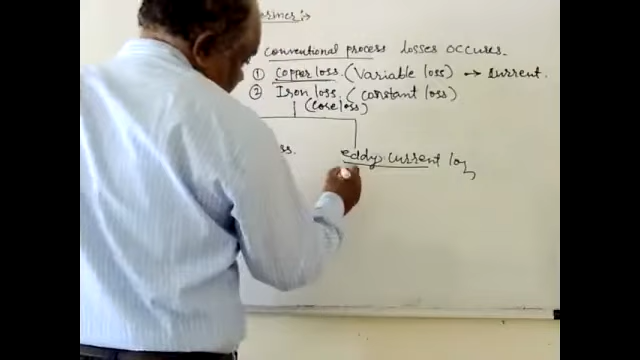 conventional process losses occures.
① Copper loss. (Variable loss) → current.
② Iron loss. (constant loss)
(Core loss)
ss. eddy current loss